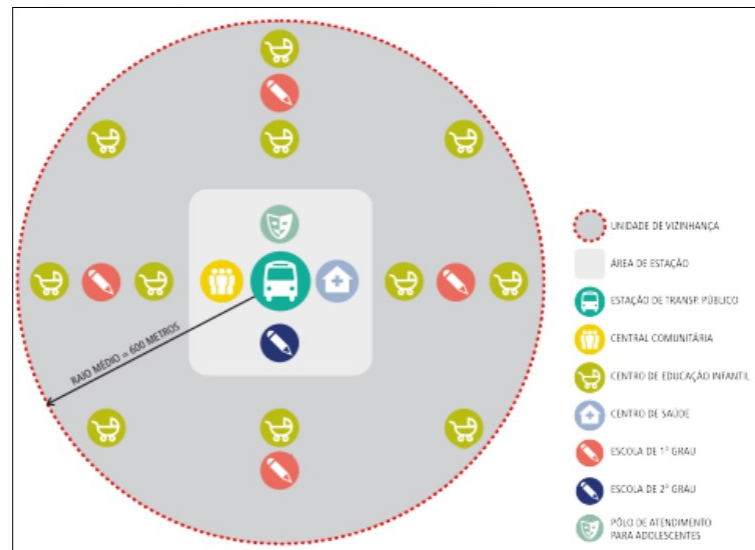 RAIO MÉDIO = 600 METROS
UNIDADE DE VIZINHANÇA
ÁREA DE ESTAÇÃO
ESTAÇÃO DE TRANSP. PÚBLICO
CENTRAL COMUNITÁRIA
CENTRO DE EDUCAÇÃO INFANTIL
CENTRO DE SAÚDE
ESCOLA DE 1º GRAU
ESCOLA DE 2º GRAU
PÓLO DE ATENDIMENTO
PARA ADOLESCENTES